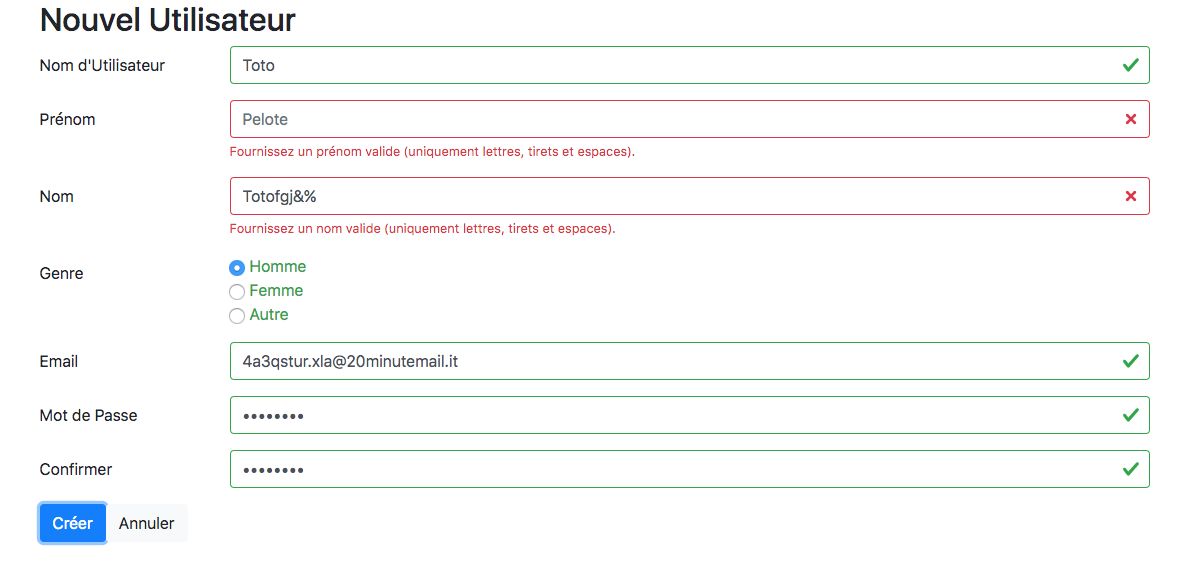 Nouvel Utilisateur
Nom d'Utilisateur Toto
Prénom Pelote
Fournissez un prénom valide (uniquement lettres, tirets et espaces).
Nom Totofgj&%
Fournissez un nom valide (uniquement lettres, tirets et espaces).
Genre Homme
Femme
Autre
Email 4a3qstur.xla@20minutemail.it
Mot de Passe ••••••••
Confirmer ••••••••
Créer Annuler